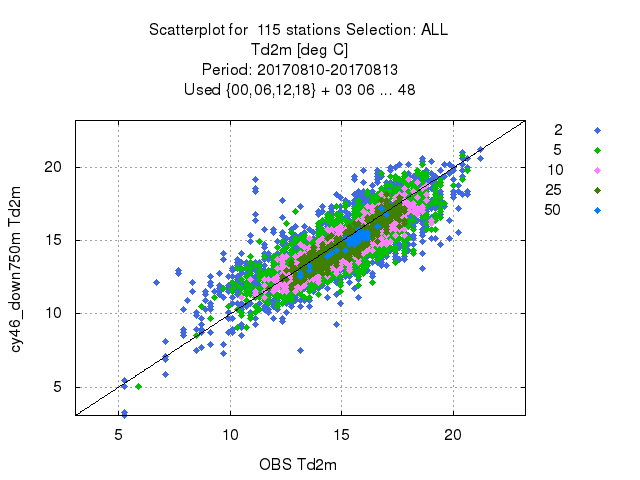 Scatterplot for 115 stations Selection: ALL
Td2m [deg C]
Period: 20170810-20170813
Used {00,06,12,18} + 03 06 ... 48
2
5
10
25
50
20
15
10
5
cy46_down750m Td2m
5 10 15 20
OBS Td2m